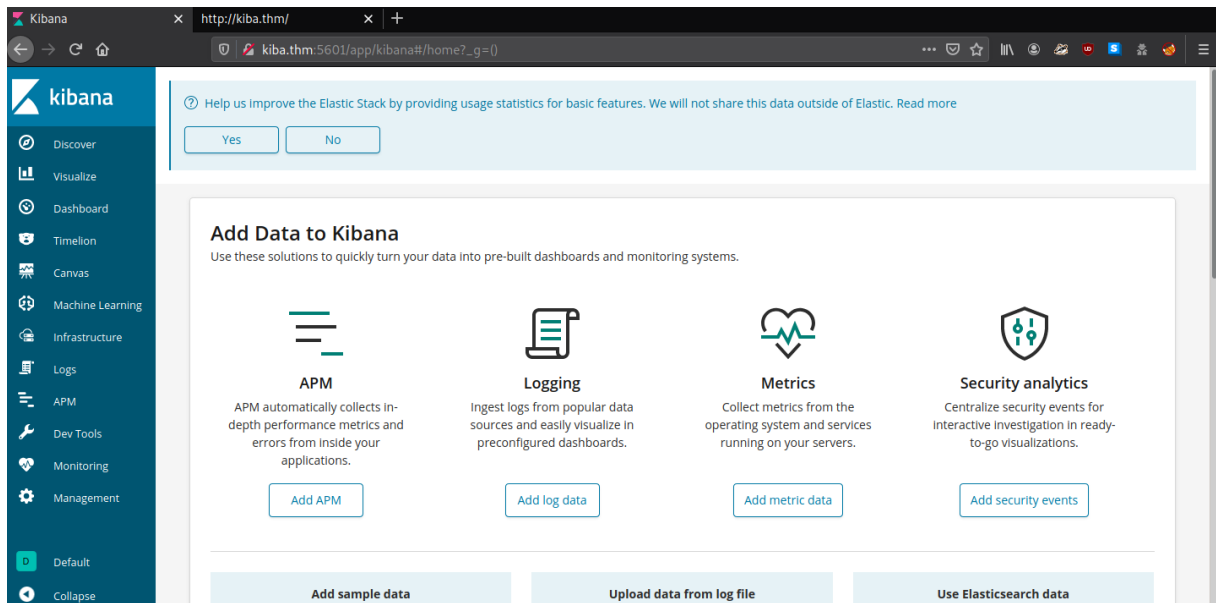 Kibana
http://kiba.thm/
kiba.thm:5601/app/kibana#/home?_g=()
kibana
Discover
Visualize
Dashboard
Timelion
Canvas
Machine Learning
Infrastructure
Logs
APM
Dev Tools
Monitoring
Management
D Default
Collapse
Help us improve the Elastic Stack by providing usage statistics for basic features. We will not share this data outside of Elastic. Read more
Yes No
Add Data to Kibana
Use these solutions to quickly turn your data into pre-built dashboards and monitoring systems.
APM
APM automatically collects in-
depth performance metrics and
errors from inside your
applications.
Add APM
Logging
Ingest logs from popular data
sources and easily visualize in
preconfigured dashboards.
Add log data
Metrics
Collect metrics from the
operating system and services
running on your servers.
Add metric data
Security analytics
Centralize security events for
interactive investigation in ready-
to-go visualizations.
Add security events
Add sample data
Upload data from log file
Use Elasticsearch data